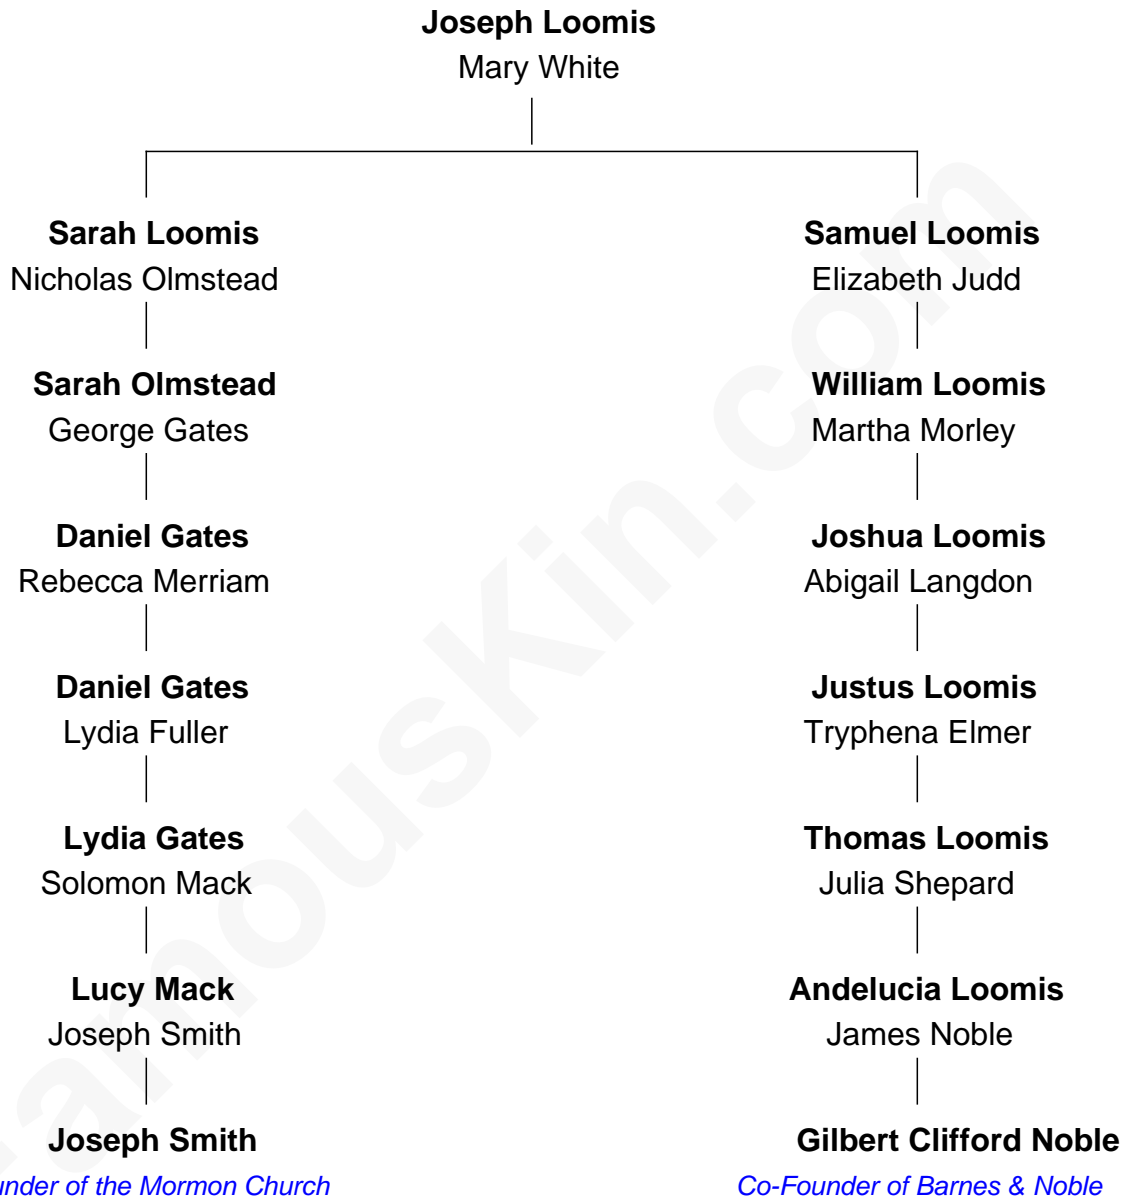 Joseph Loomis
Mary White
Sarah Loomis
Nicholas Olmstead
Samuel Loomis
Elizabeth Judd
Sarah Olmstead
George Gates
William Loomis
Martha Morley
Daniel Gates
Rebecca Merriam
Joshua Loomis
Abigail Langdon
Daniel Gates
Lydia Fuller
Justus Loomis
Tryphena Elmer
Lydia Gates
Solomon Mack
Thomas Loomis
Julia Shepard
Lucy Mack
Joseph Smith
Andelucia Loomis
James Noble
Joseph Smith
under of the Mormon Church
Gilbert Clifford Noble
Co-Founder of Barnes & Noble
amouskin.com